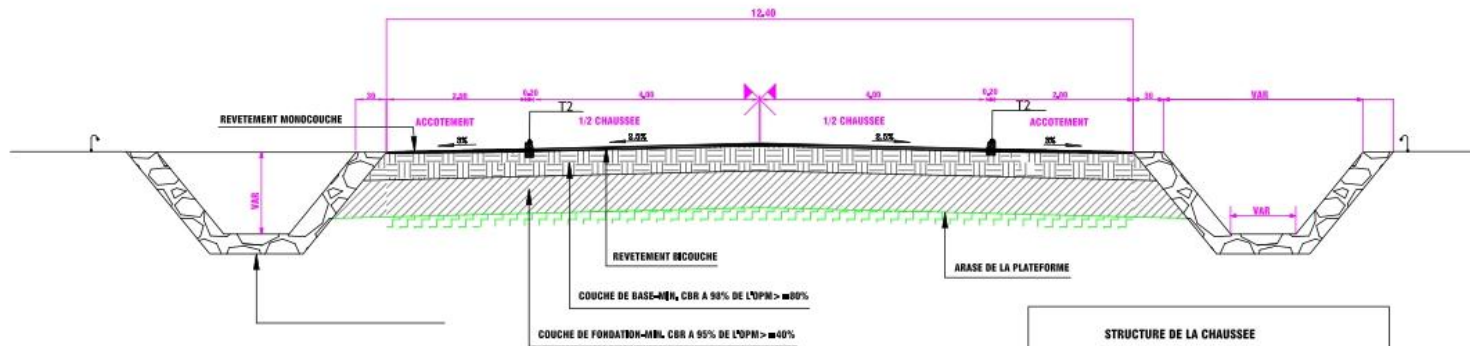 12.40
30 2.00 0.20 4.00 4.00 0.20 2.00 30 VAR
T2 T2
REVETEMENT MONOCOUCHE ACCOTEMENT 1/2 CHAUSSEE 1/2 CHAUSSEE ACCOTEMENT
3% 2.5% 2.5% 3%
VAR VAR
REVETEMENT BICOUCHE
ARASE DE LA PLATEFORME
COUCHE DE BASE-MIN. CBR A 98% DE L'OPM>=80%
COUCHE DE FONDATION-MIN. CBR A 95% DE L'OPM>=40%
STRUCTURE DE LA CHAUSSEE